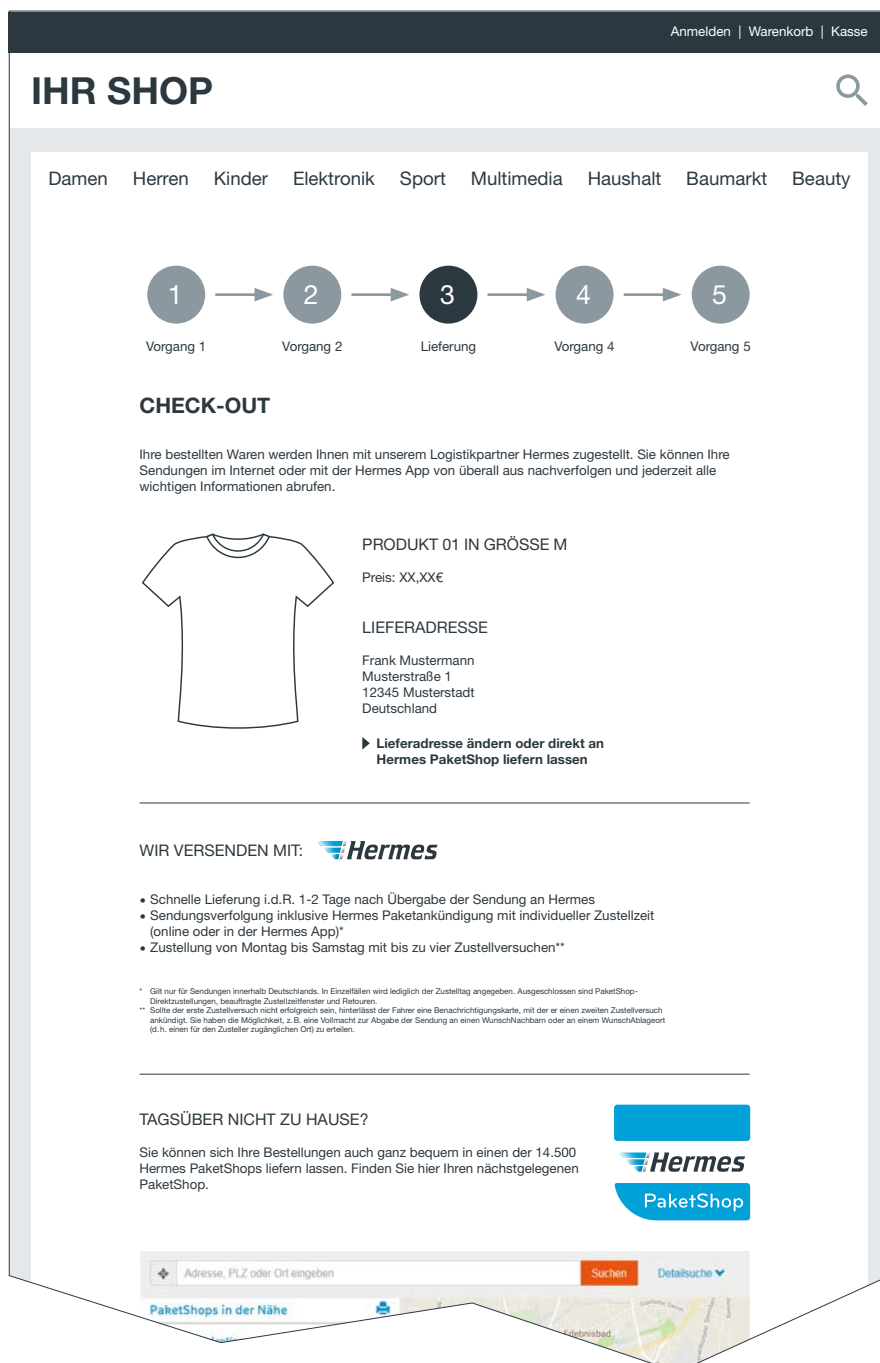 Anmelden | Warenkorb | Kasse
IHR SHOP
Damen Herren Kinder Elektronik Sport Multimedia Haushalt Baumarkt Beauty
1 2 3 4 5
Vorgang 1 Vorgang 2 Lieferung Vorgang 4 Vorgang 5
CHECK-OUT
Ihre bestellten Waren werden Ihnen mit unserem Logistikpartner Hermes zugestellt. Sie können Ihre
Sendungen im Internet oder mit der Hermes App von überall aus nachverfolgen und jederzeit alle
wichtigen Informationen abrufen.
PRODUKT 01 IN GRÖSSE M
Preis: XX,XX€
LIEFERADRESSE
Frank Mustermann
Musterstraße 1
12345 Musterstadt
Deutschland
Lieferadresse ändern oder direkt an
Hermes PaketShop liefern lassen
WIR VERSENDEN MIT: Hermes
• Schnelle Lieferung i.d.R. 1-2 Tage nach Übergabe der Sendung an Hermes
• Sendungsverfolgung inklusive Hermes Paketankündigung mit individueller Zustellzeit
(online oder in der Hermes App)*
• Zustellung von Montag bis Samstag mit bis zu vier Zustellversuchen**
* Gilt nur für Sendungen innerhalb Deutschlands. In Einzelfällen wird lediglich der Zustelltag angegeben. Ausgeschlossen sind PaketShop-
Direktzustellungen, beauftragte Zustellzeitfenster und Retouren.
** Sollte der erste Zustellversuch nicht erfolgreich sein, hinterlässt der Fahrer eine Benachrichtigungskarte, mit der er einen zweiten Zustellversuch
ankündigt. Sie haben die Möglichkeit, z.B. eine Vollmacht zur Abgabe der Sendung an einen WunschNachbarn oder an einem WunschAblageort
(d.h. einen für den Zusteller zugänglichen Ort) zu erteilen.
TAGSÜBER NICHT ZU HAUSE?
Sie können sich Ihre Bestellungen auch ganz bequem in einen der 14.500
Hermes PaketShops liefern lassen. Finden Sie hier Ihren nächstgelegenen
PaketShop.
Hermes
PaketShop
Adresse, PLZ oder Ort eingeben Suchen Detailsuche
PaketShops in der Nähe